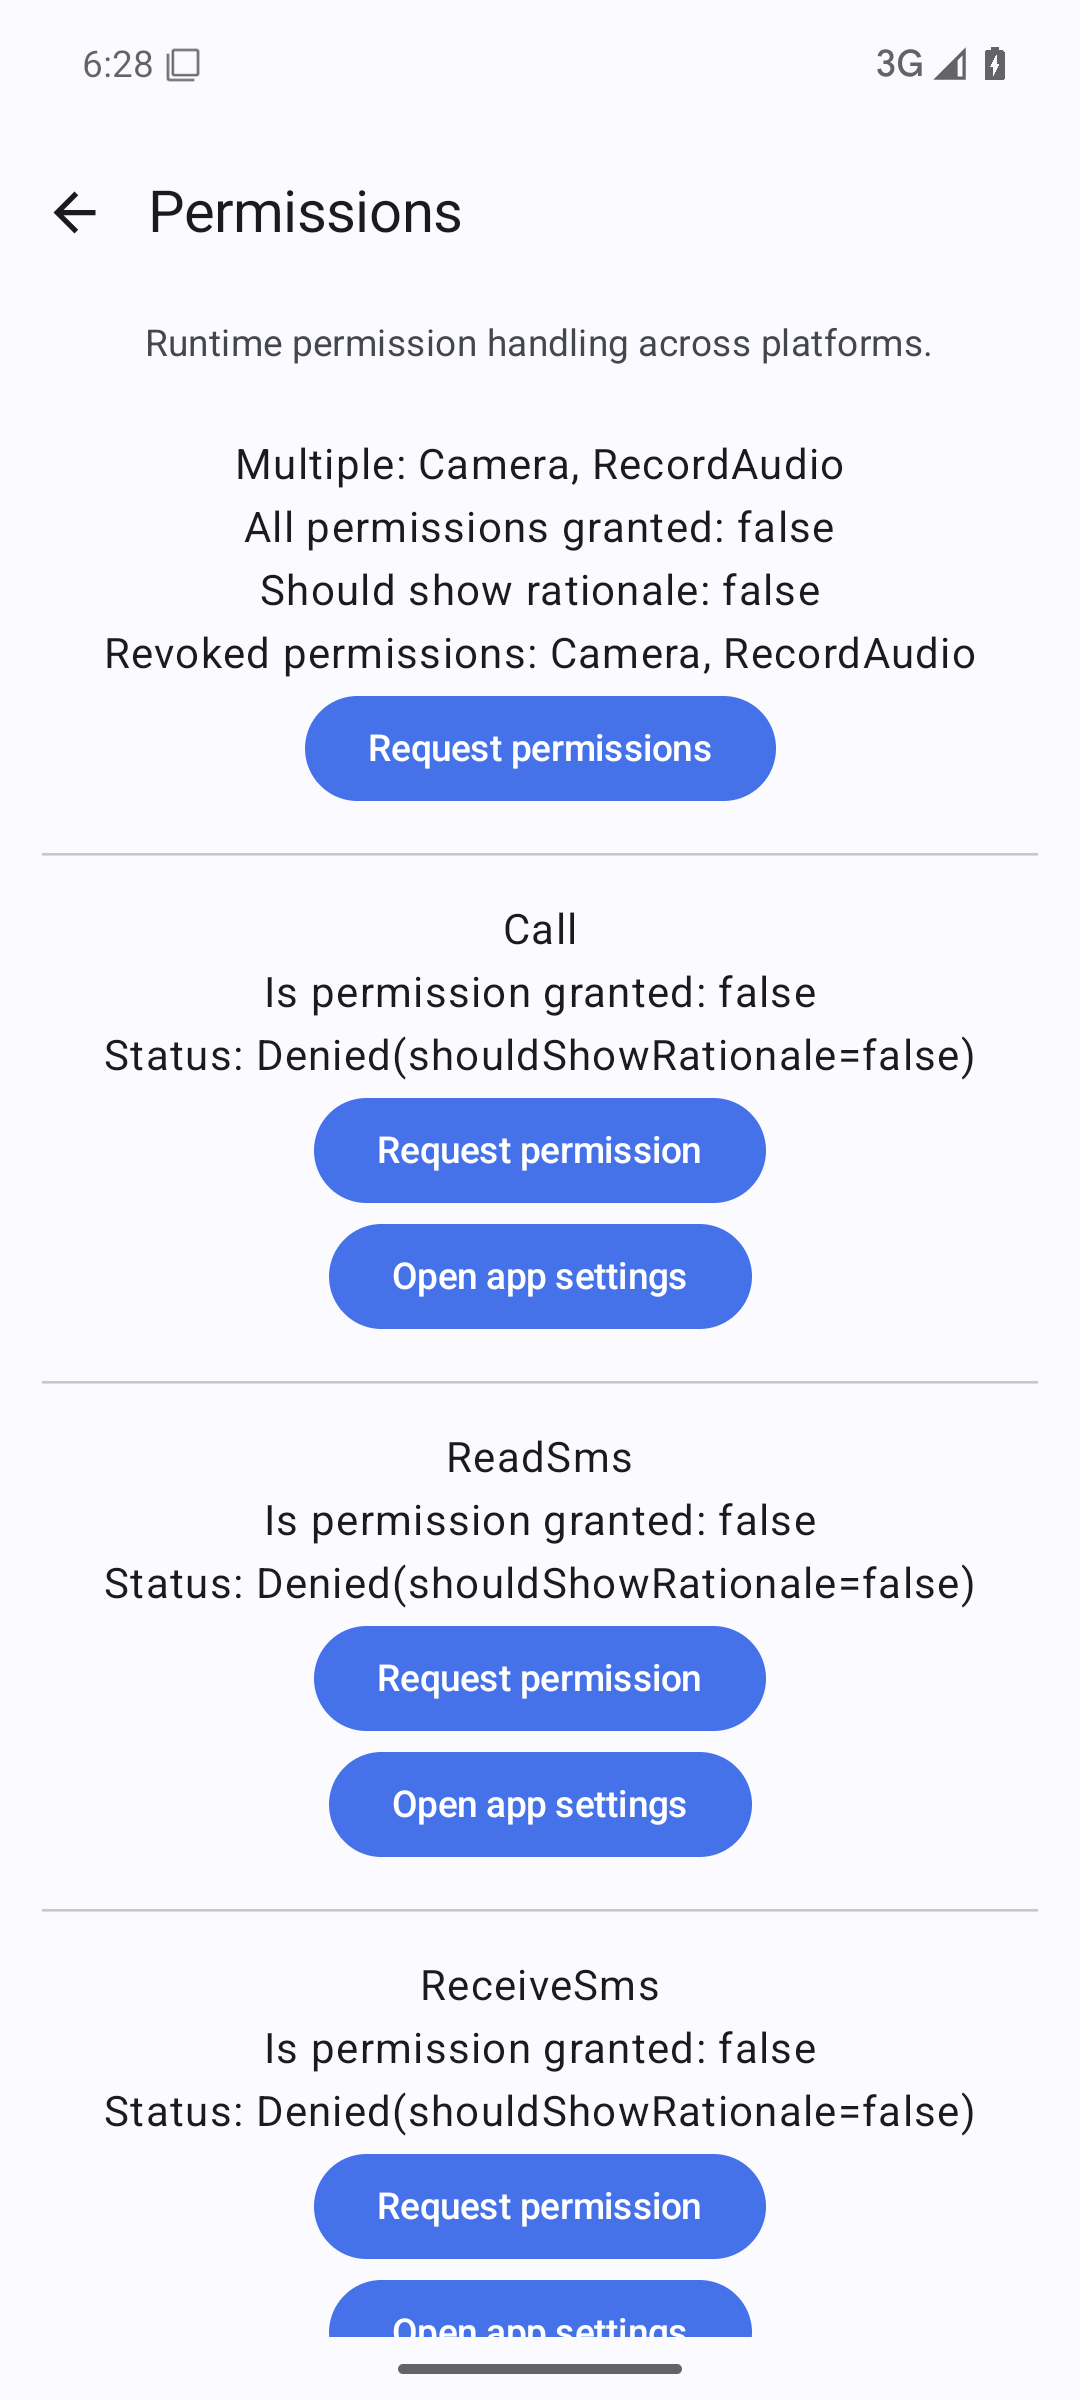 6:28
3G
Permissions
Runtime permission handling across platforms.
Multiple: Camera, RecordAudio
All permissions granted: false
Should show rationale: false
Revoked permissions: Camera, RecordAudio
Request permissions
Call
Is permission granted: false
Status: Denied(shouldShowRationale=false)
Request permission
Open app settings
ReadSms
Is permission granted: false
Status: Denied(shouldShowRationale=false)
Request permission
Open app settings
ReceiveSms
Is permission granted: false
Status: Denied(shouldShowRationale=false)
Request permission
Open app settings